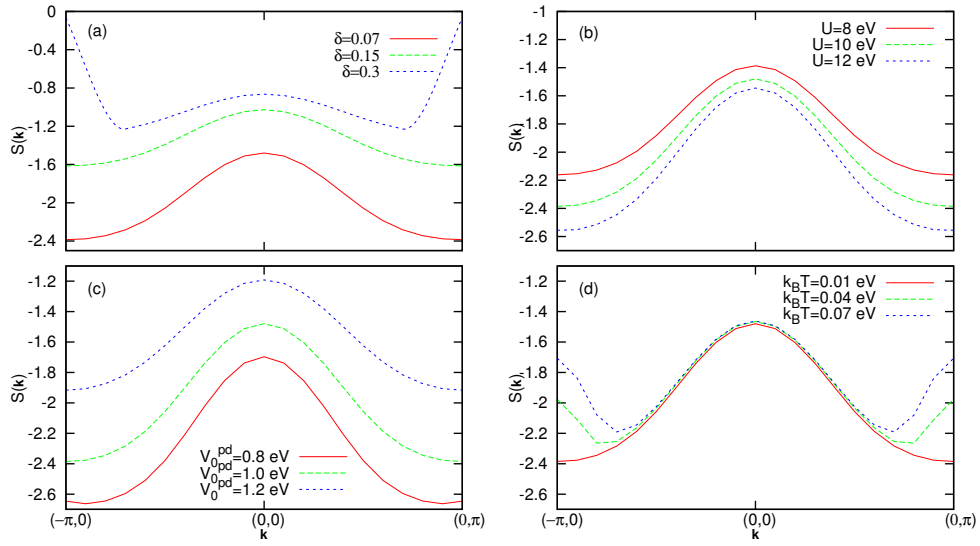 (a)
δ=0.07
δ=0.15
δ=0.3
S(k)
0
-0.4
-0.8
-1.2
-1.6
-2
-2.4
(b)
U=8 eV
U=10 eV
U=12 eV
S(k)
-1
-1.2
-1.4
-1.6
-1.8
-2
-2.2
-2.4
-2.6
(c)
V₀ᵖᵈ=0.8 eV
V₀ᵖᵈ=1.0 eV
V₀ᵖᵈ=1.2 eV
S(k)
-1.2
-1.4
-1.6
-1.8
-2
-2.2
-2.4
-2.6
(−π,0) (0,0) (0,π)
k
(d)
k_BT=0.01 eV
k_BT=0.04 eV
k_BT=0.07 eV
S(k)
-1.2
-1.4
-1.6
-1.8
-2
-2.2
-2.4
-2.6
(−π,0) (0,0) (0,π)
k